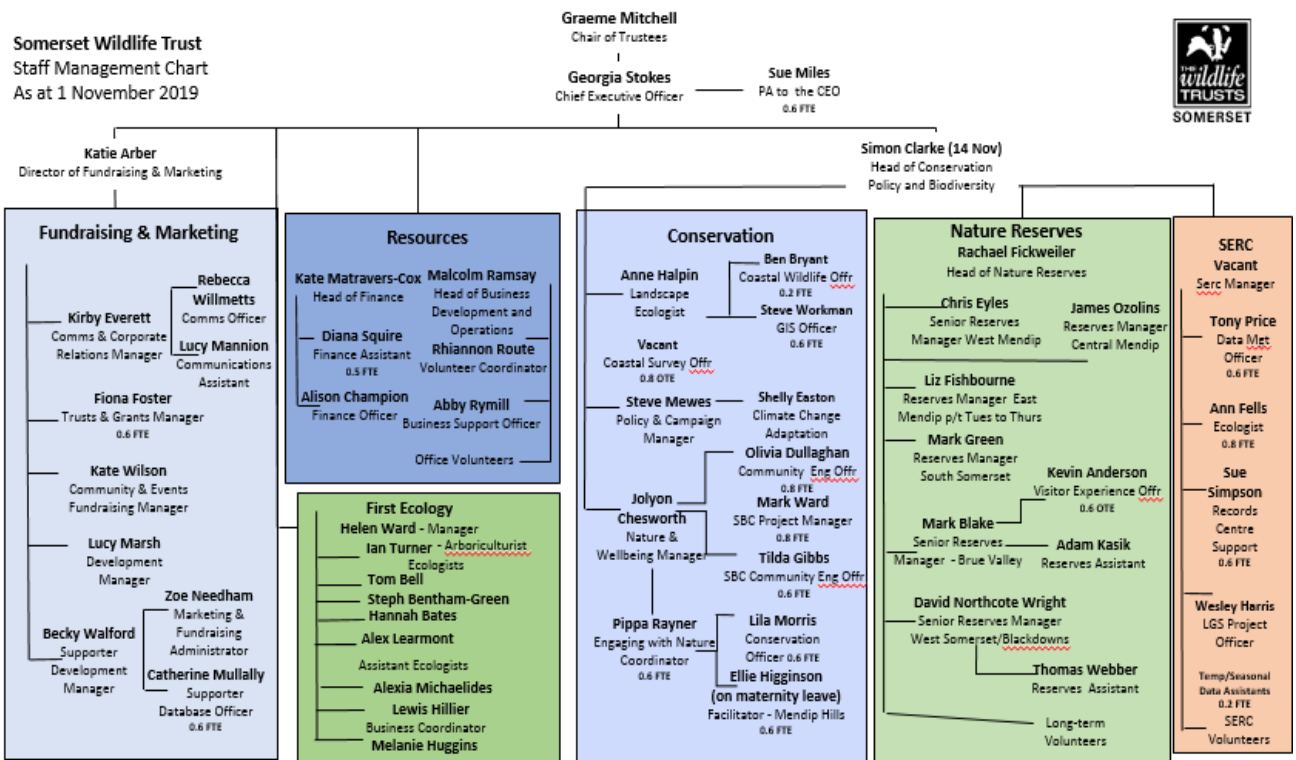 Graeme Mitchell
Chair of Trustees
Somerset Wildlife Trust
Staff Management Chart
As at 1 November 2019
Georgia Stokes
Chief Executive Officer
Sue Miles
PA to the CEO
0.6 FTE
THE
wildlife
TRUSTS
SOMERSET
Katie Arber
Director of Fundraising & Marketing
Simon Clarke (14 Nov)
Head of Conservation
Policy and Biodiversity
Fundraising & Marketing
Rebecca
Willmetts
Comms Officer
Kirby Everett
Comms & Corporate
Relations Manager
Lucy Mannion
Communications
Assistant
Fiona Foster
Trusts & Grants Manager
0.6 FTE
Kate Wilson
Community & Events
Fundraising Manager
Lucy Marsh
Development
Manager
Zoe Needham
Marketing &
Fundraising
Administrator
Becky Walford
Supporter
Development
Manager
Catherine Mullally
Supporter
Database Officer
0.6 FTE
Resources
Kate Matravers-Cox
Head of Finance
Malcolm Ramsay
Head of Business
Development and
Operations
Diana Squire
Finance Assistant
0.5 FTE
Rhiannon Route
Volunteer Coordinator
Alison Champion
Finance Officer
Abby Rymill
Business Support Officer
Office Volunteers
First Ecology
Helen Ward - Manager
Ian Turner - Arboriculturist
Ecologists
Tom Bell
Steph Bentham-Green
Hannah Bates
Alex Learmont
Assistant Ecologists
Alexia Michaelides
Lewis Hillier
Business Coordinator
Melanie Huggins
Conservation
Anne Halpin
Landscape
Ecologist
Ben Bryant
Coastal Wildlife Offr
0.2 FTE
Steve Workman
GIS Officer
0.6 FTE
Vacant
Coastal Survey Offr
0.8 OTE
Steve Mewes
Policy & Campaign
Manager
Shelly Easton
Climate Change
Adaptation
Olivia Dullaghan
Community Eng Offr
0.8 FTE
Jolyon
Chesworth
Nature &
Wellbeing Manager
Mark Ward
SBC Project Manager
0.8 FTE
Tilda Gibbs
SBC Community Eng Offr
0.6 FTE
Pippa Rayner
Engaging with Nature
Coordinator
0.6 FTE
Lila Morris
Conservation
Officer 0.6 FTE
Ellie Higginson
(on maternity leave)
Facilitator - Mendip Hills
0.6 FTE
Nature Reserves
Rachael Fickweiler
Head of Nature Reserves
Chris Eyles
Senior Reserves
Manager West Mendip
James Ozolins
Reserves Manager
Central Mendip
Liz Fishbourne
Reserves Manager East
Mendip p/t Tues to Thurs
Mark Green
Reserves Manager
South Somerset
Kevin Anderson
Visitor Experience Offr
0.6 OTE
Mark Blake
Senior Reserves
Manager - Brue Valley
Adam Kasik
Reserves Assistant
David Northcote Wright
Senior Reserves Manager
West Somerset/Blackdowns
Thomas Webber
Reserves Assistant
Long-term
Volunteers
SERC
Vacant
Serc Manager
Tony Price
Data Mgt
Officer
0.6 FTE
Ann Fells
Ecologist
0.8 FTE
Sue
Simpson
Records
Centre
Support
0.6 FTE
Wesley Harris
LGS Project
Officer
Temp/Seasonal
Data Assistants
0.2 FTE
SERC
Volunteers